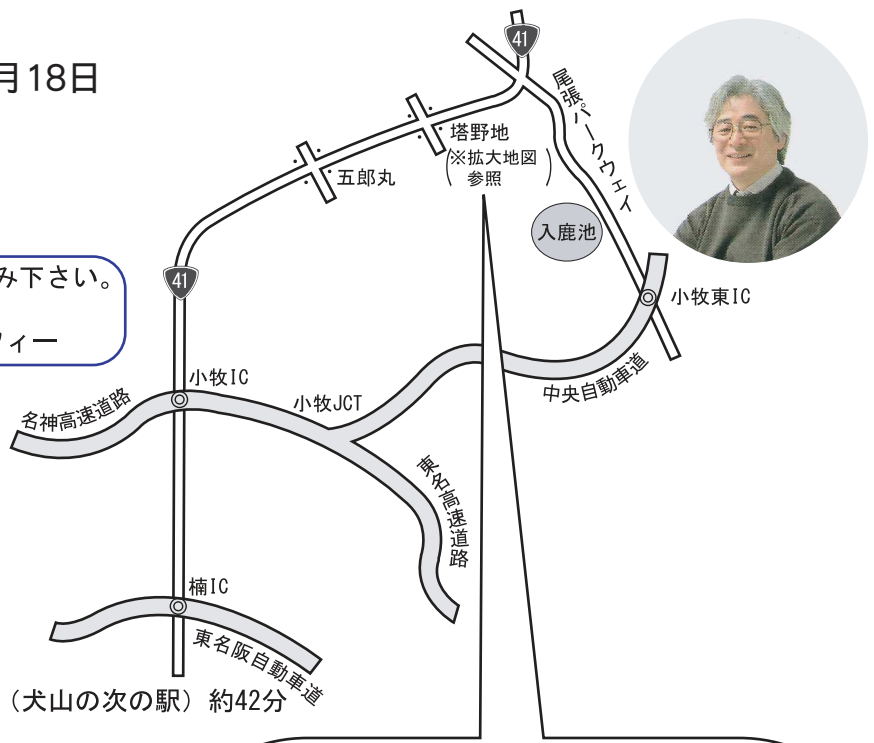 41
月18日
尾張パークウェイ
塔野地
(※拡大地図
参照)
五郎丸
入鹿池
み下さい。
41
小牧東IC
フィー
小牧IC
中央自動車道
小牧JCT
名神高速道路
東名高速道路
楠IC
東名阪自動車道
(犬山の次の駅)約42分